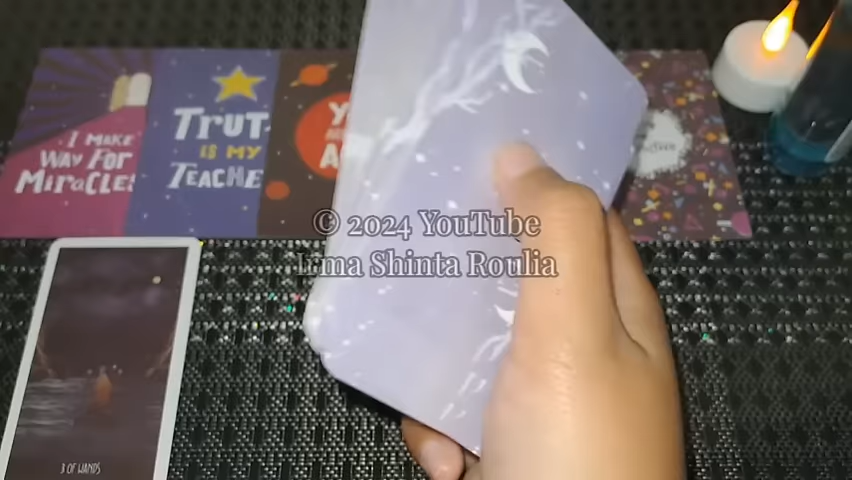 I MAKE
WAY FOR
MIRACLES
TRUT
IS MY
TEACHE
© 2024 YouTube
Irma Shinta Roulia
3 OF WANDS